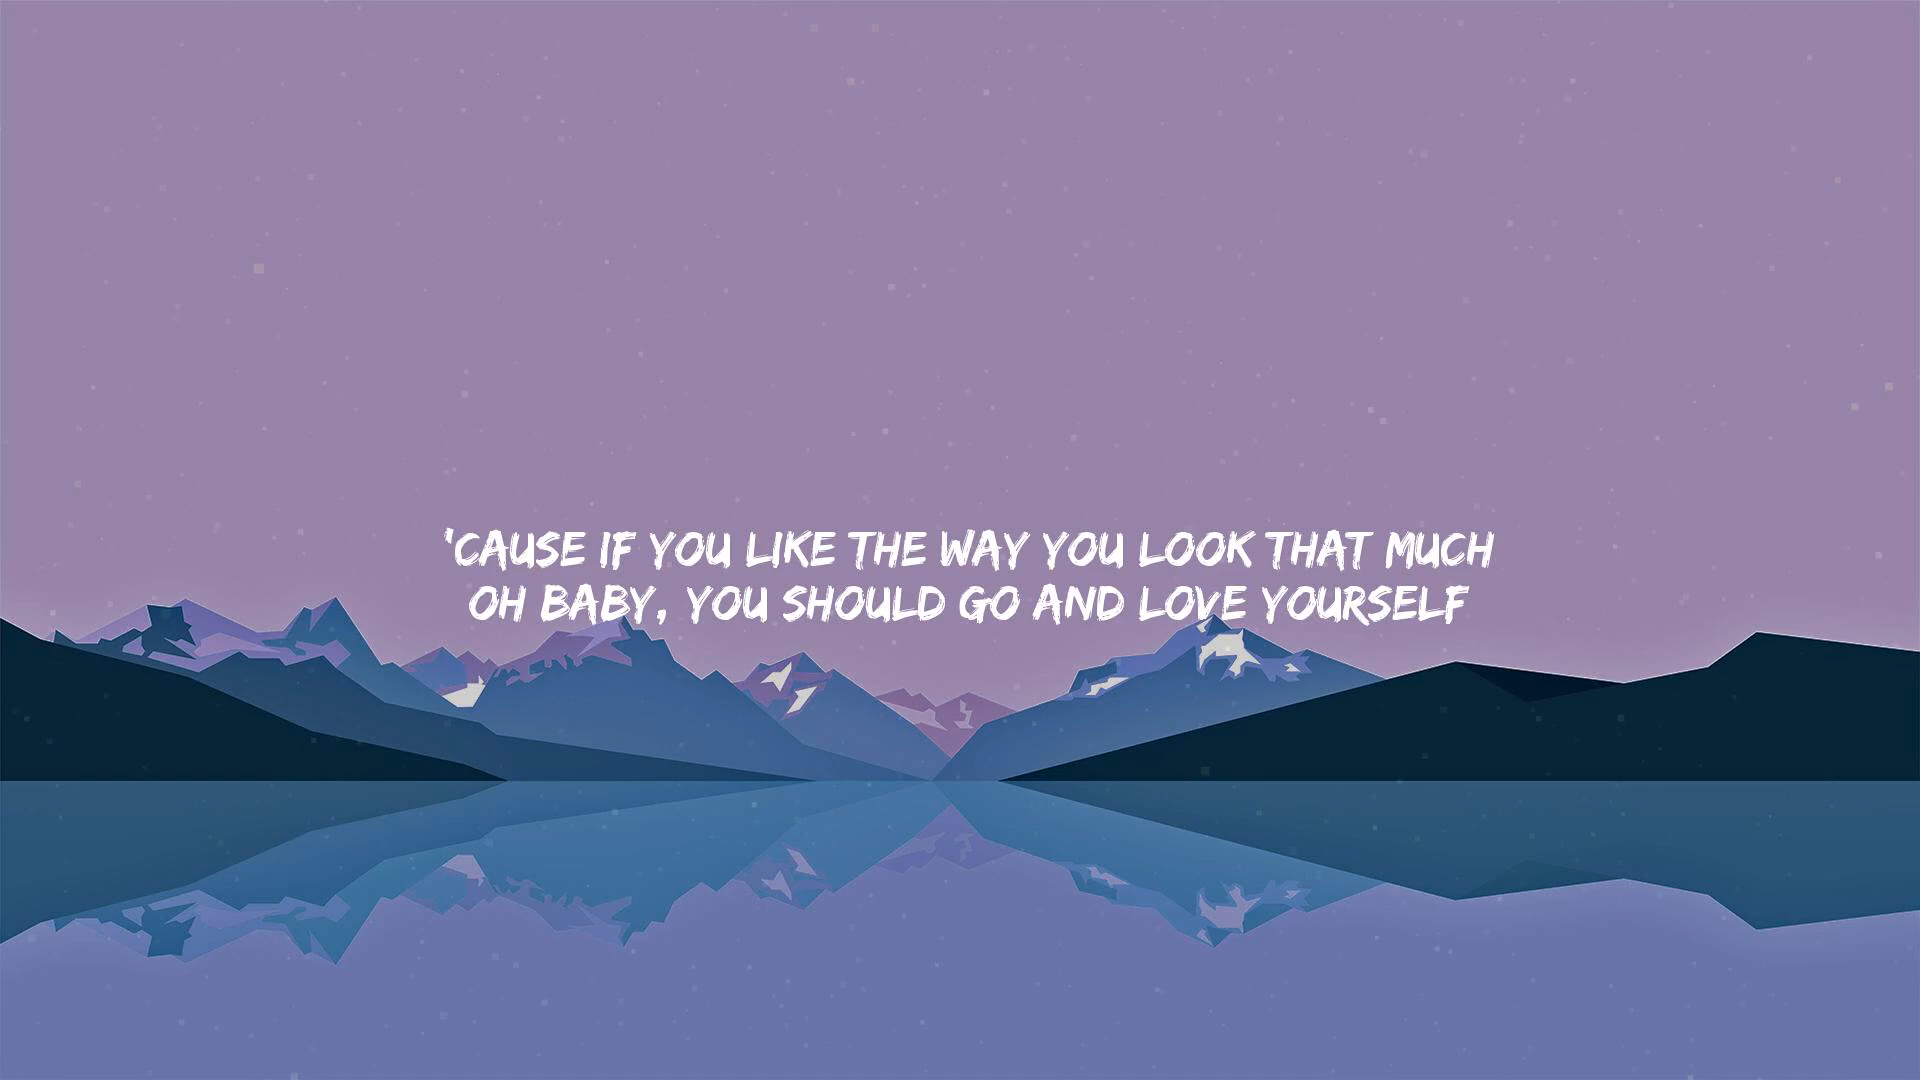 'CAUSE IF YOU LIKE THE WAY YOU LOOK THAT MUCH
OH BABY, YOU SHOULD GO AND LOVE YOURSELF